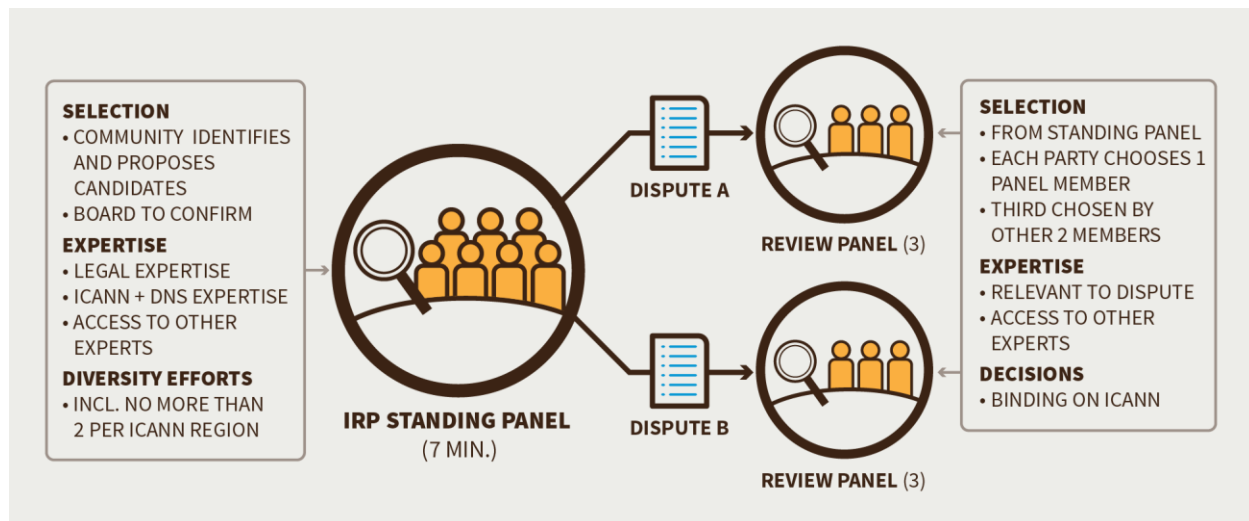 SELECTION
• COMMUNITY IDENTIFIES
AND PROPOSES
CANDIDATES
• BOARD TO CONFIRM
EXPERTISE
• LEGAL EXPERTISE
• ICANN + DNS EXPERTISE
• ACCESS TO OTHER
EXPERTS
DIVERSITY EFFORTS
• INCL. NO MORE THAN
2 PER ICANN REGION
IRP STANDING PANEL
(7 MIN.)
DISPUTE A
DISPUTE B
REVIEW PANEL (3)
REVIEW PANEL (3)
SELECTION
• FROM STANDING PANEL
• EACH PARTY CHOOSES 1
PANEL MEMBER
• THIRD CHOSEN BY
OTHER 2 MEMBERS
EXPERTISE
• RELEVANT TO DISPUTE
• ACCESS TO OTHER
EXPERTS
DECISIONS
• BINDING ON ICANN